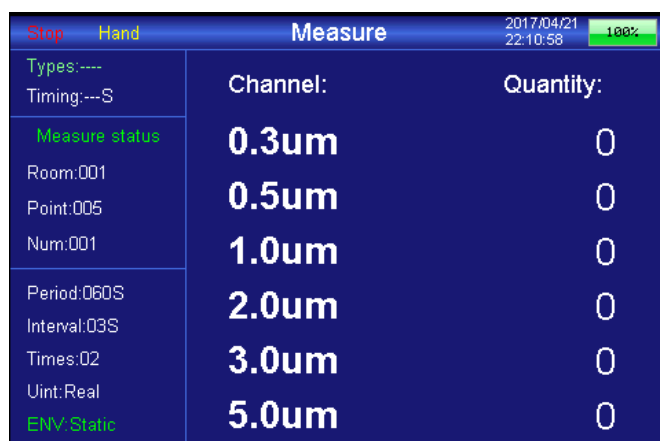 Stop Hand Measure 2017/04/21 22:10:58 100%
Types:----
Timing:---S
Measure status
Room:001
Point:005
Num:001
Period:060S
Interval:03S
Times:02
Uint:Real
ENV:Static
Channel: Quantity:
0.3um 0
0.5um 0
1.0um 0
2.0um 0
3.0um 0
5.0um 0